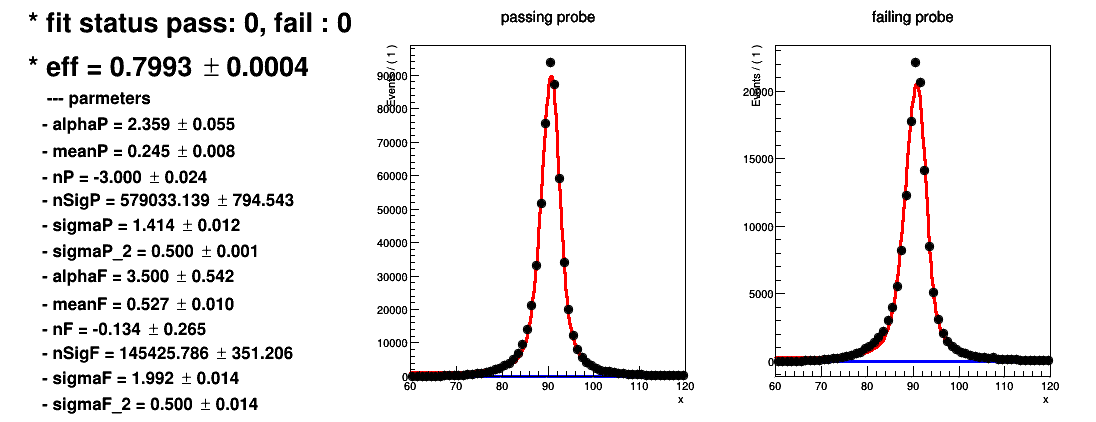 * fit status pass: 0, fail : 0
* eff = 0.7993 ± 0.0004
--- parmeters
- alphaP = 2.359 ± 0.055
- meanP = 0.245 ± 0.008
- nP = -3.000 ± 0.024
- nSigP = 579033.139 ± 794.543
- sigmaP = 1.414 ± 0.012
- sigmaP_2 = 0.500 ± 0.001
- alphaF = 3.500 ± 0.542
- meanF = 0.527 ± 0.010
- nF = -0.134 ± 0.265
- nSigF = 145425.786 ± 351.206
- sigmaF = 1.992 ± 0.014
- sigmaF_2 = 0.500 ± 0.014
passing probe
Events / ( 1 )
90000
80000
70000
60000
50000
40000
30000
20000
10000
0
60 70 80 90 100 110 120
x
failing probe
Events / ( 1 )
20000
15000
10000
5000
0
60 70 80 90 100 110 120
x